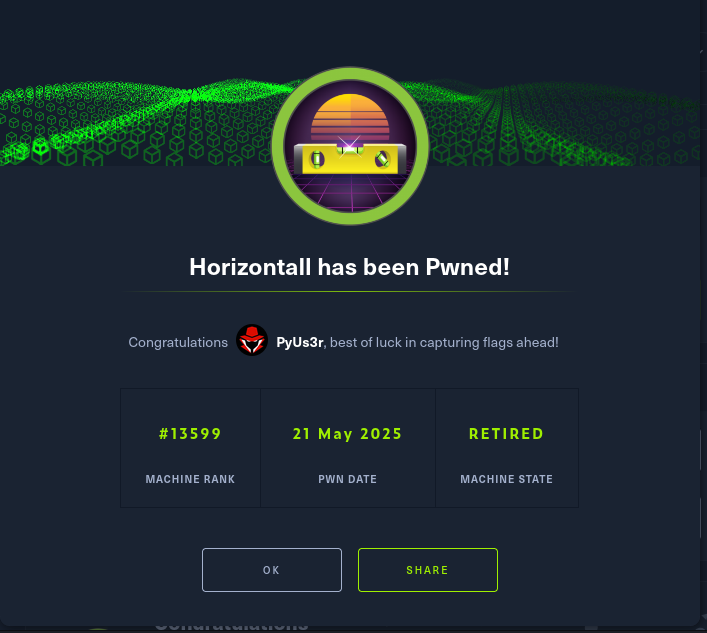 Horizontall has been Pwned!
Congratulations PyUs3r, best of luck in capturing flags ahead!
#13599 21 May 2025 RETIRED
MACHINE RANK PWN DATE MACHINE STATE
OK SHARE
Congratulations